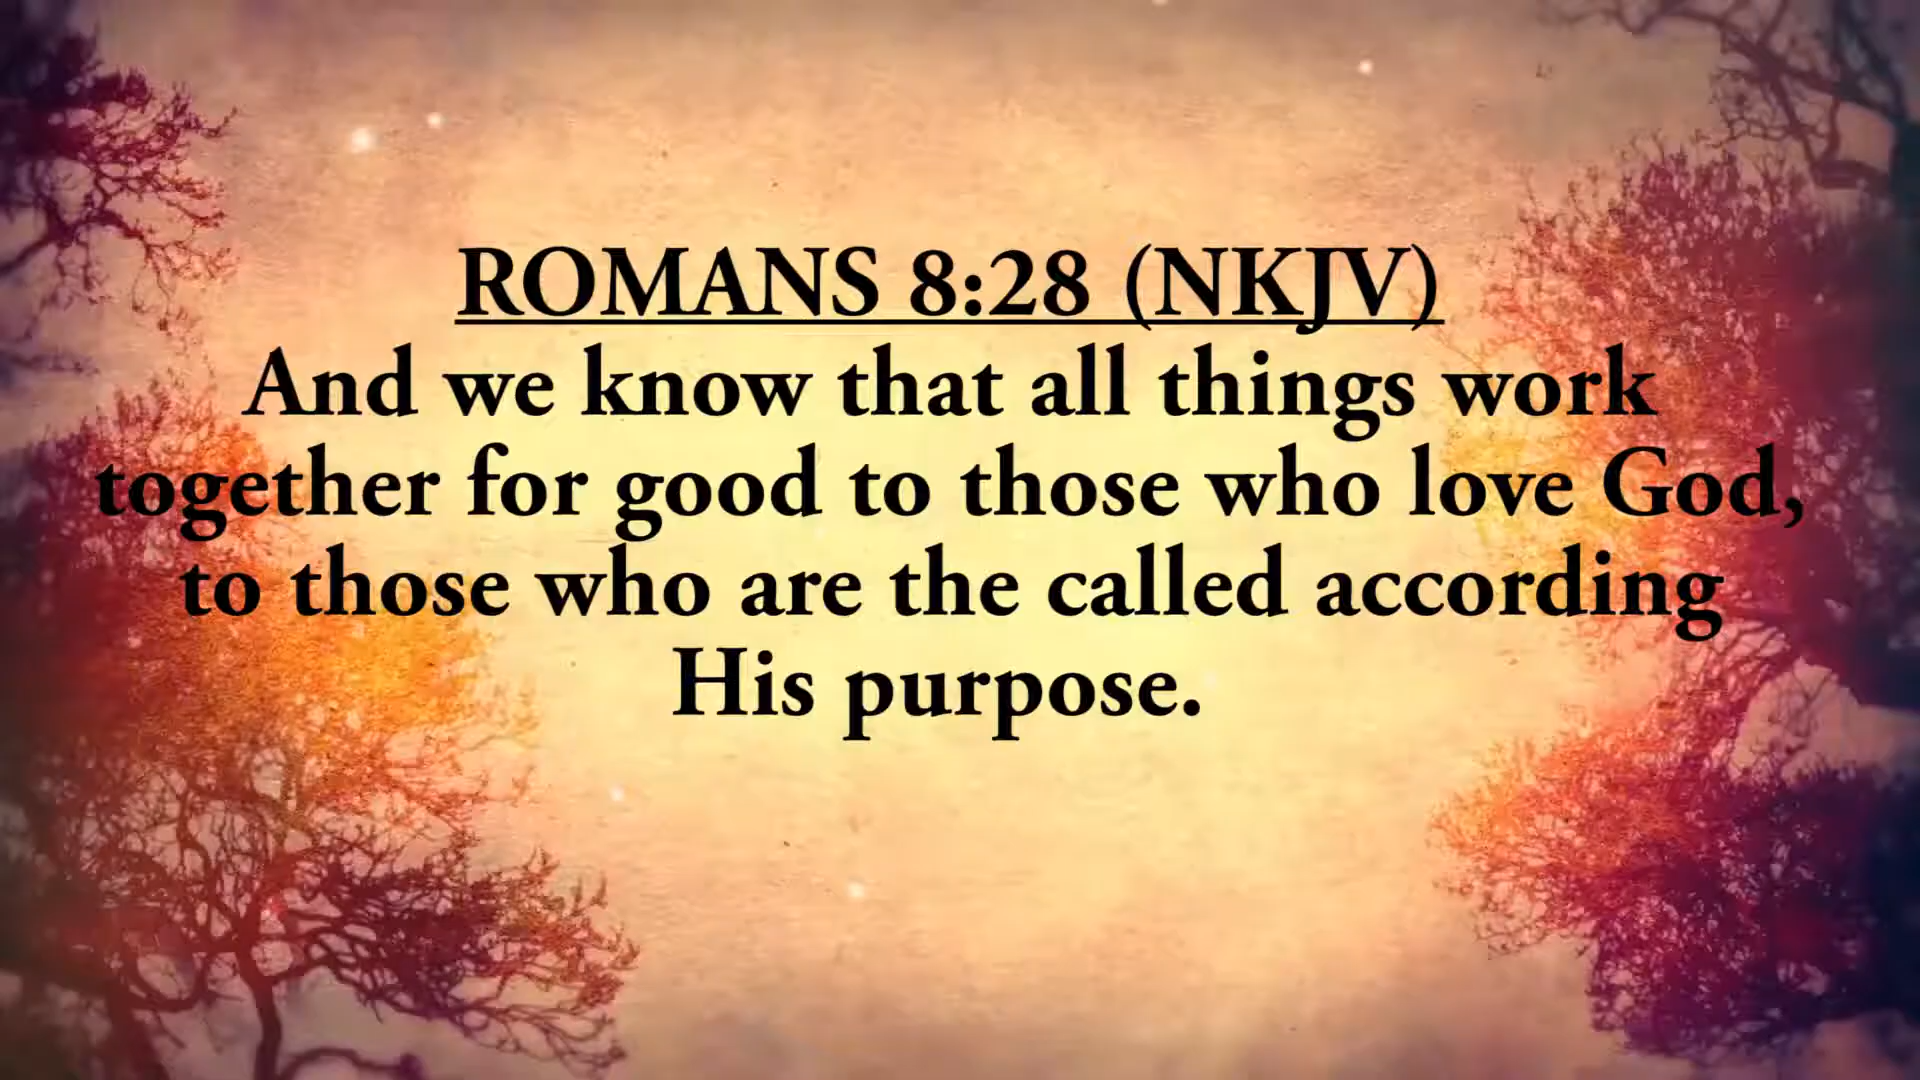 ROMANS 8:28 (NKJV)
And we know that all things work
together for good to those who love God,
to those who are the called according
His purpose.